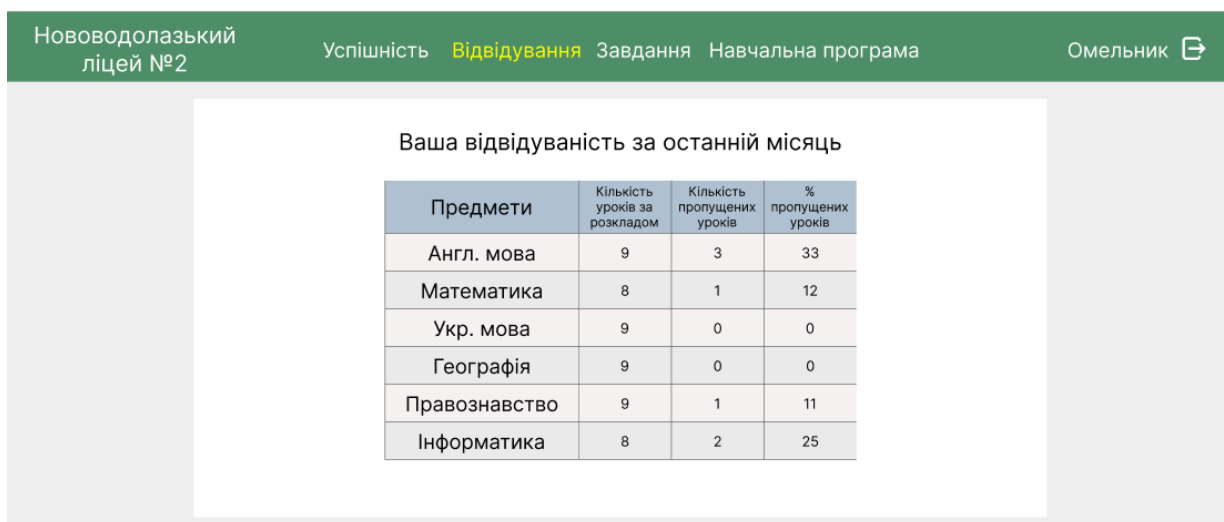 Нововодолазький
ліцей №2
Успішність Відвідування Завдання Навчальна програма
Омельник
Ваша відвідуваність за останній місяць
Предмети
Кількість
уроків за
розкладом
Кількість
пропущених
уроків
%
пропущених
уроків
Англ. мова 9 3 33
Математика 8 1 12
Укр. мова 9 0 0
Географія 9 0 0
Правознавство 9 1 11
Інформатика 8 2 25